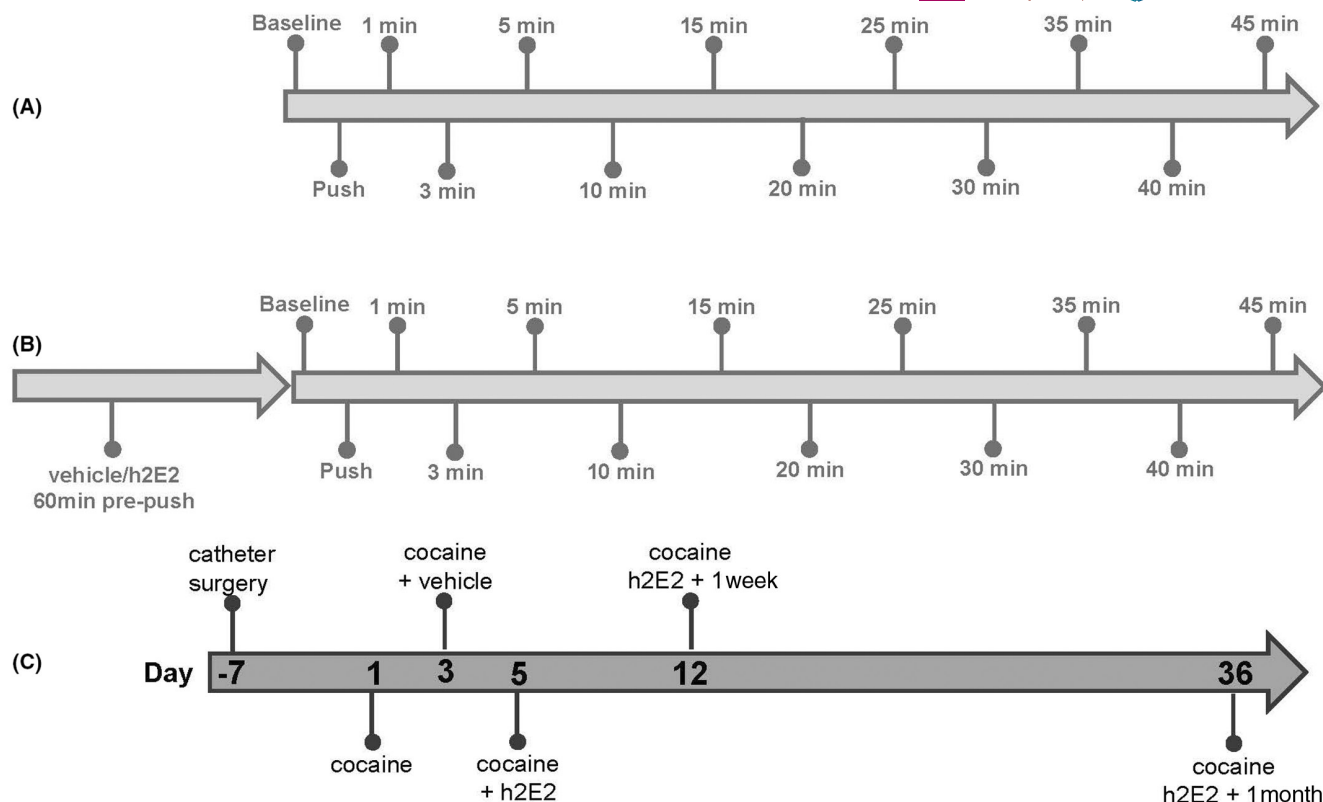 Baseline 1 min 5 min 15 min 25 min 35 min 45 min
(A)
Push 3 min 10 min 20 min 30 min 40 min
Baseline 1 min 5 min 15 min 25 min 35 min 45 min
(B)
vehicle/h2E2
60min pre-push
Push 3 min 10 min 20 min 30 min 40 min
catheter
surgery
cocaine
+ vehicle
cocaine
h2E2 + 1week
(C)
Day -7 1 3 5 12 36
cocaine
cocaine
+ h2E2
cocaine
h2E2 + 1month